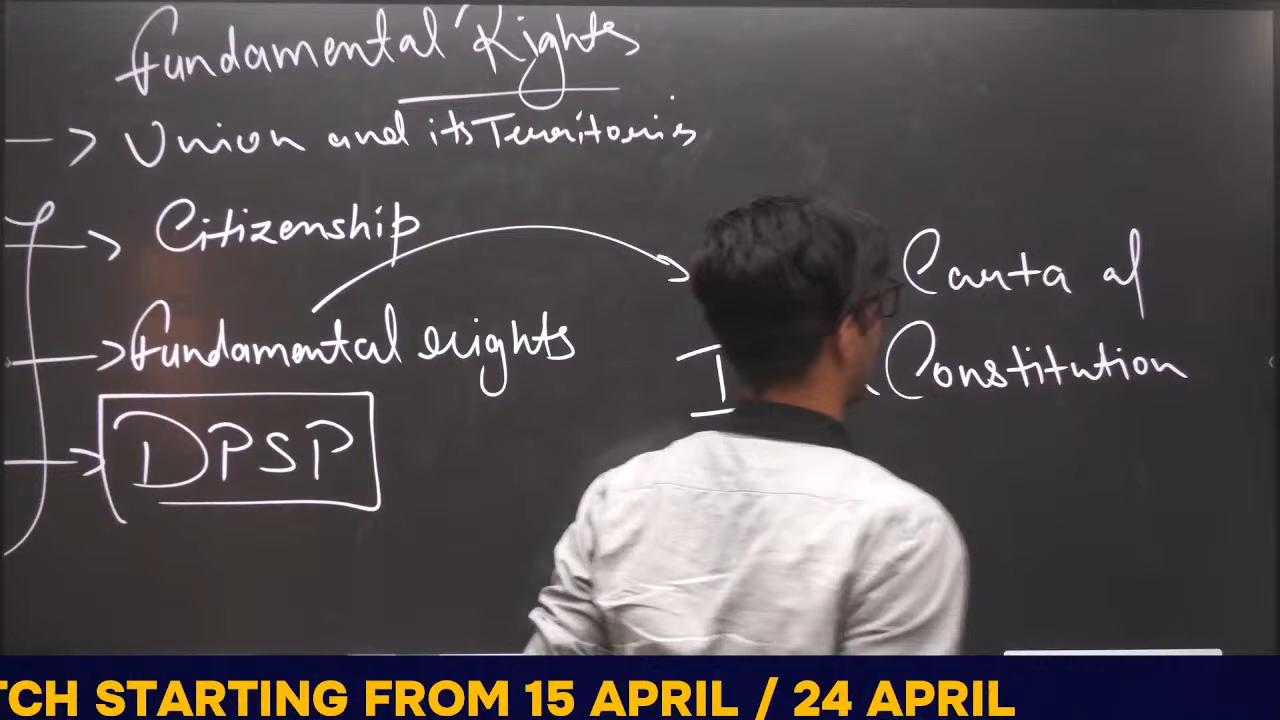 Fundamental Rights
Union and its Territories
Citizenship
Fundamental rights
DPSP
Carta of
I
Constitution
TCH STARTING FROM 15 APRIL / 24 APRIL